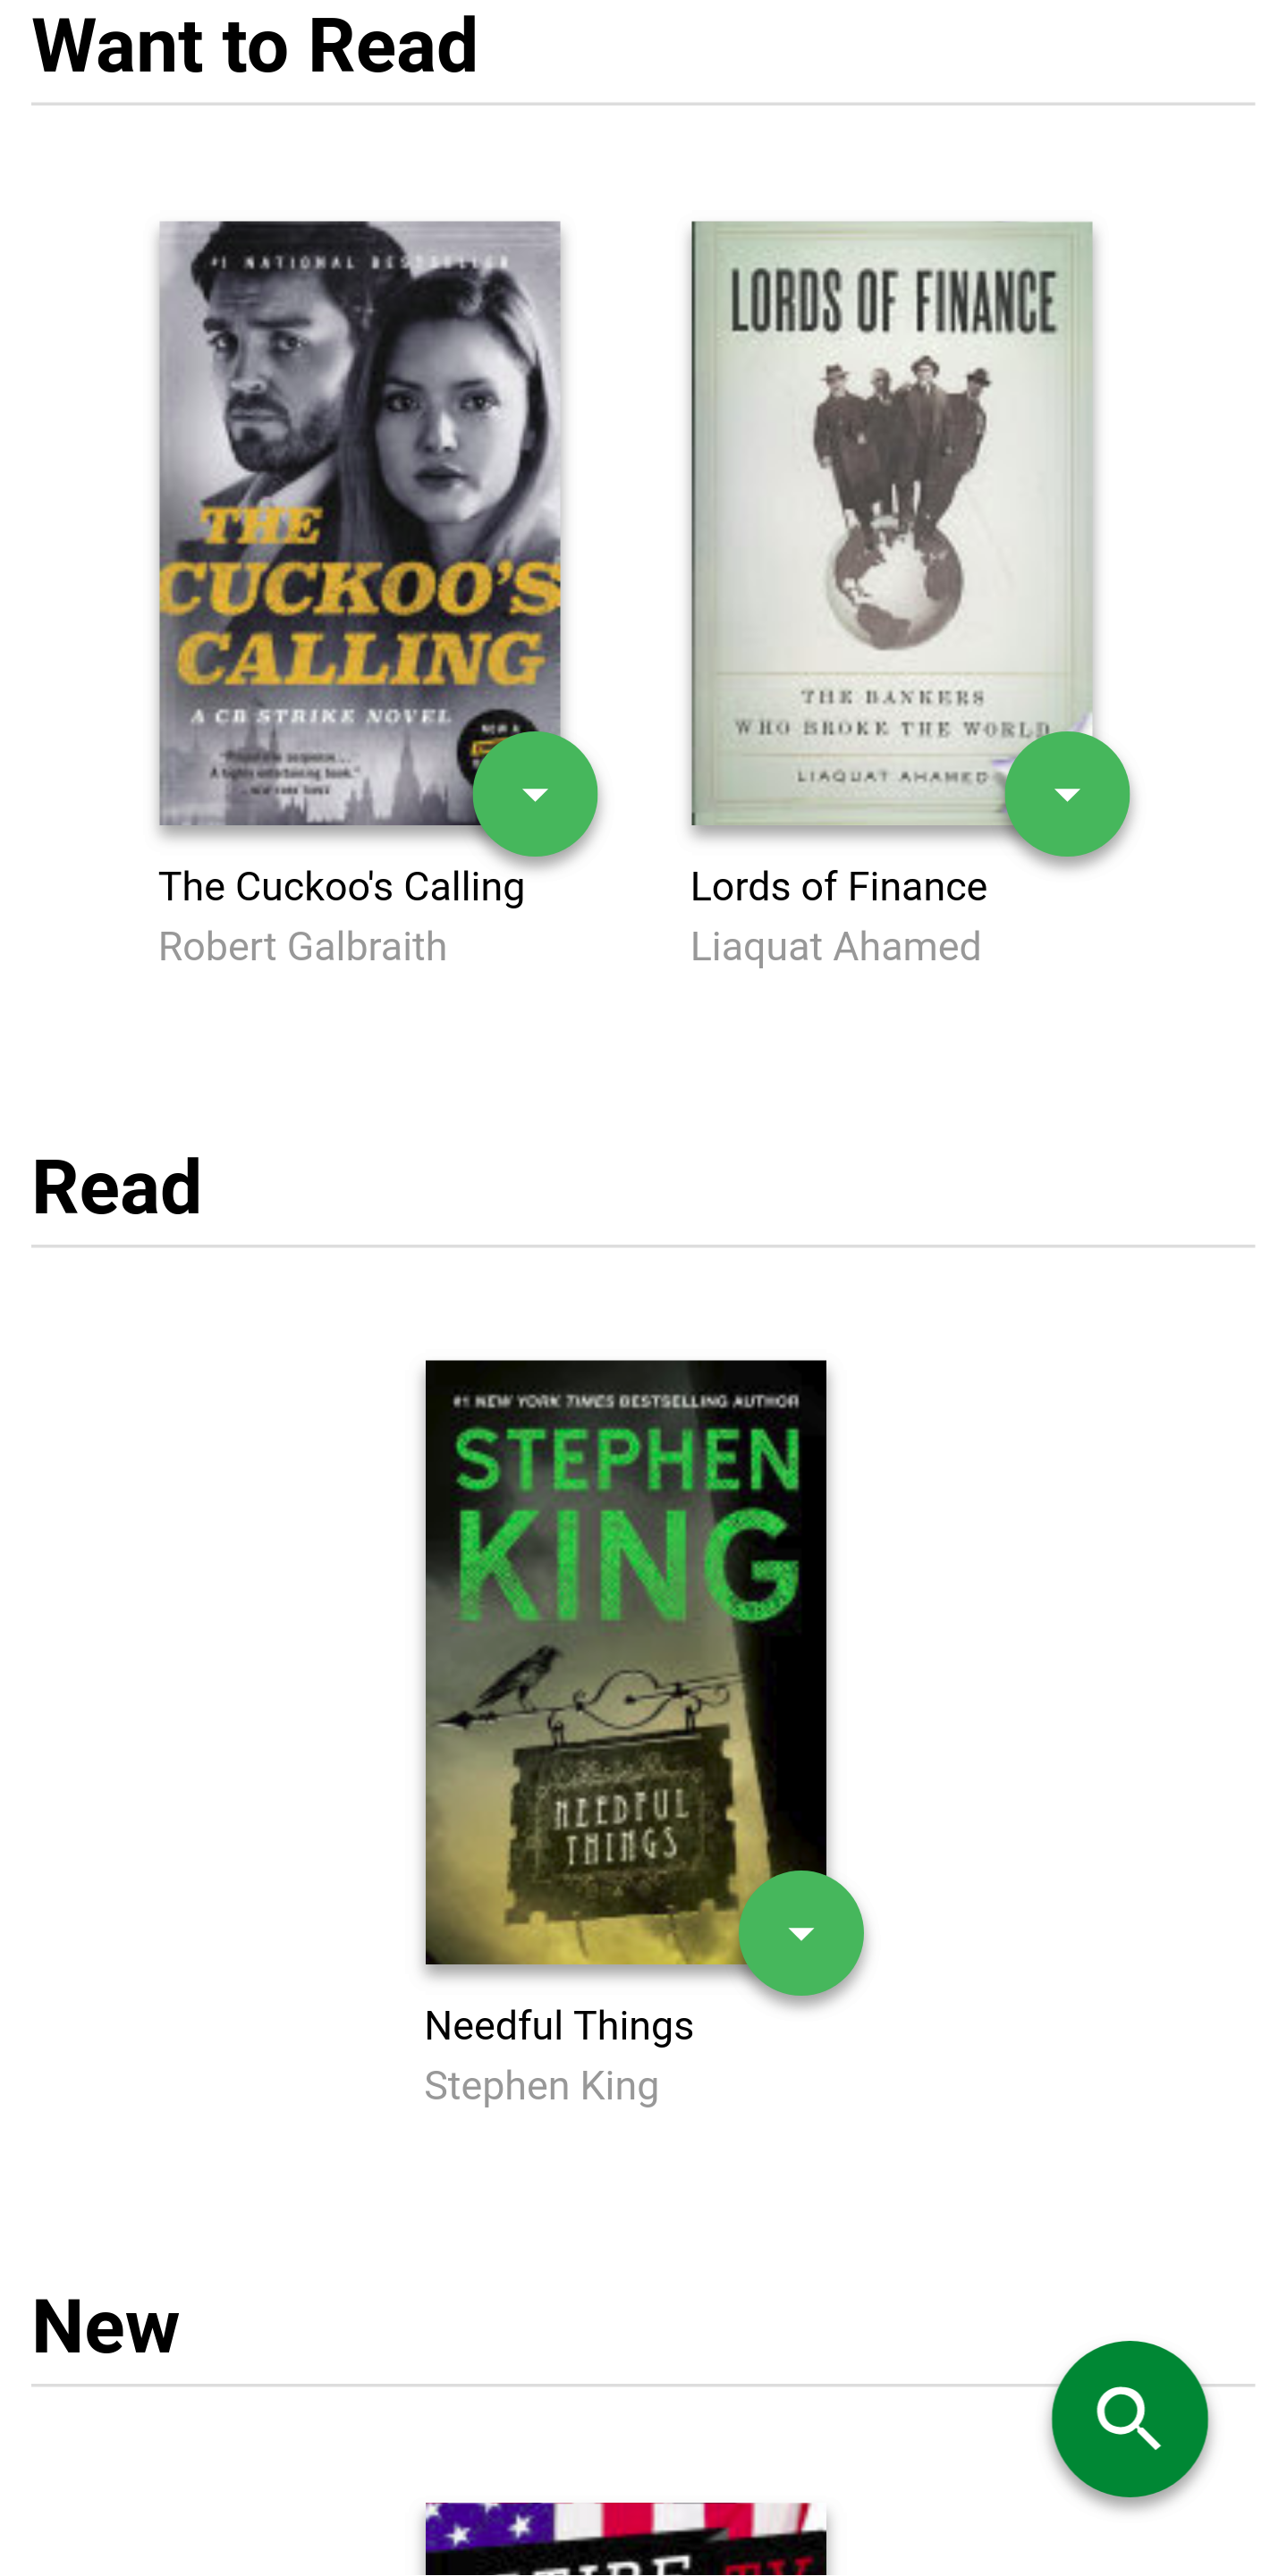 Want to Read
#1 NATIONAL BESTSELLER
THE
CUCKOO'S
CALLING
A CB STRIKE NOVEL
NOW A
LORDS OF FINANCE
THE BANKERS
WHO BROKE THE WORLD
LIAQUAT AHAMED
The Cuckoo's Calling
Robert Galbraith
Lords of Finance
Liaquat Ahamed
Read
#1 NEW YORK TIMES BESTSELLING AUTHOR
STEPHEN
KING
NEEDFUL
THINGS
Needful Things
Stephen King
New